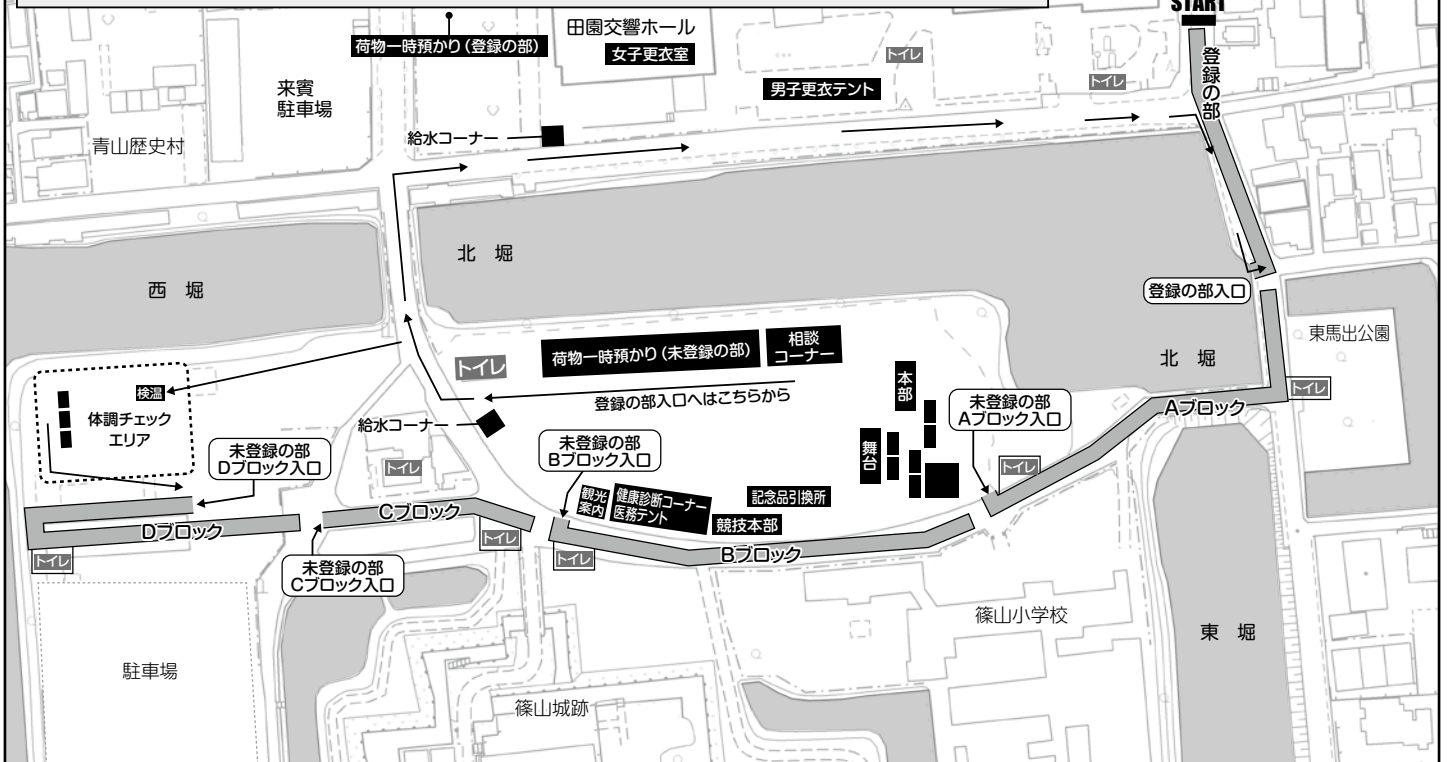 START
荷物一時預かり（登録の部）
田園交響ホール
女子更衣室
トイレ
トイレ
登録の部
来賓
駐車場
男子更衣テント
給水コーナー
青山歴史村
北　堀
西　堀
登録の部入口
東馬出公園
荷物一時預かり（未登録の部）
相談
コーナー
北　堀
トイレ
本部
トイレ
検温
登録の部入口へはこちらから
未登録の部
Aブロック入口
Aブロック
体調チェック
エリア
給水コーナー
未登録の部
Bブロック入口
舞台
未登録の部
Dブロック入口
トイレ
トイレ
観光
案内
健康診断コーナー
医務テント
記念品引換所
Cブロック
競技本部
Dブロック
トイレ
Bブロック
トイレ
トイレ
未登録の部
Cブロック入口
篠山小学校
東　堀
駐車場
篠山城跡